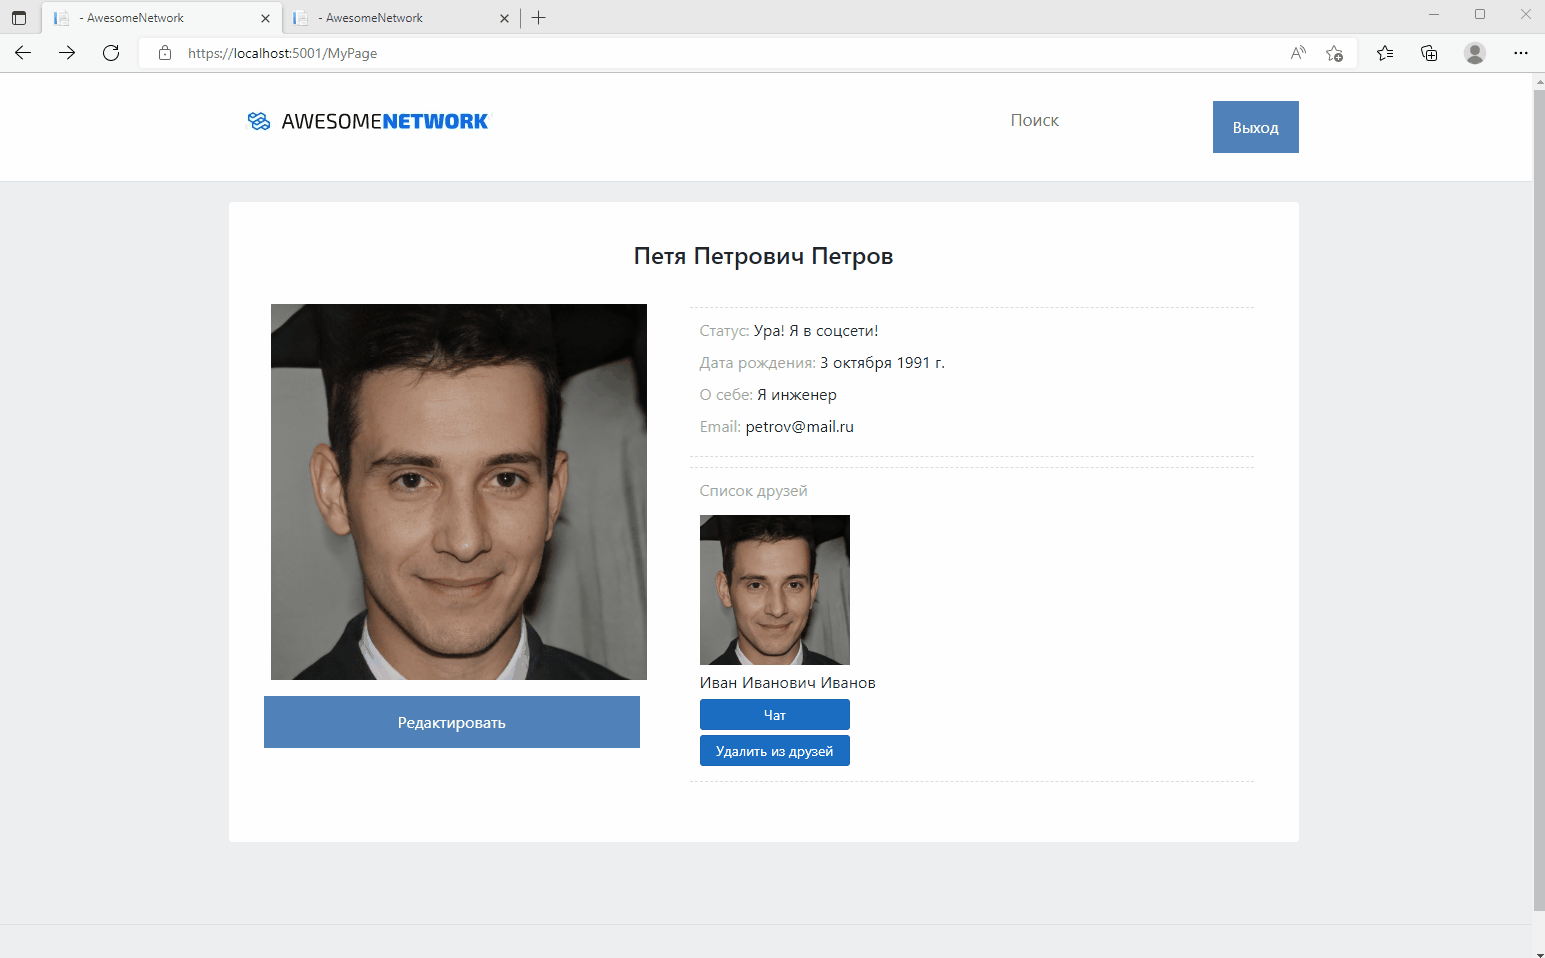 - AwesomeNetwork
- AwesomeNetwork
https://localhost:5001/MyPage
AWESOMENETWORK
Поиск
Выход
Петя Петрович Петров
Статус: Ура! Я в соцсети!
Дата рождения: 3 октября 1991 г.
О себе: Я инженер
Email: petrov@mail.ru
Список друзей
Иван Иванович Иванов
Чат
Удалить из друзей
Редактировать